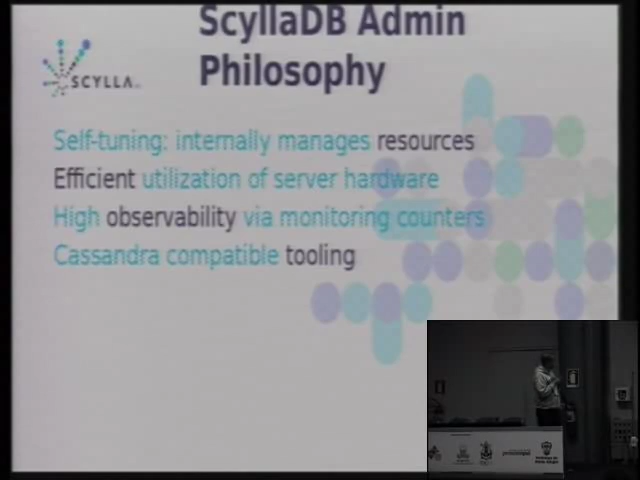 ScyllaDB Admin
Philosophy
SCYLLA
Self-tuning: internally manages resources
Efficient utilization of server hardware
High observability via monitoring counters
Cassandra compatible tooling